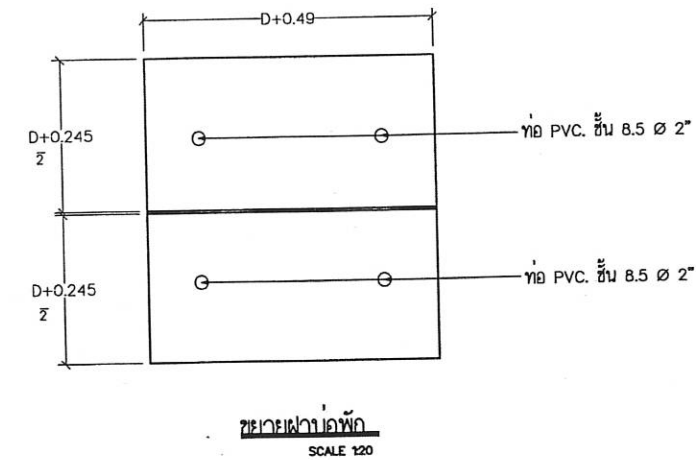 D+0.49
D+0.245
2
ท่อ PVC. ชั้น 8.5 Ø 2"
D+0.245
2
ท่อ PVC. ชั้น 8.5 Ø 2"
ขยายฝาบ่อพัก
SCALE 1:20